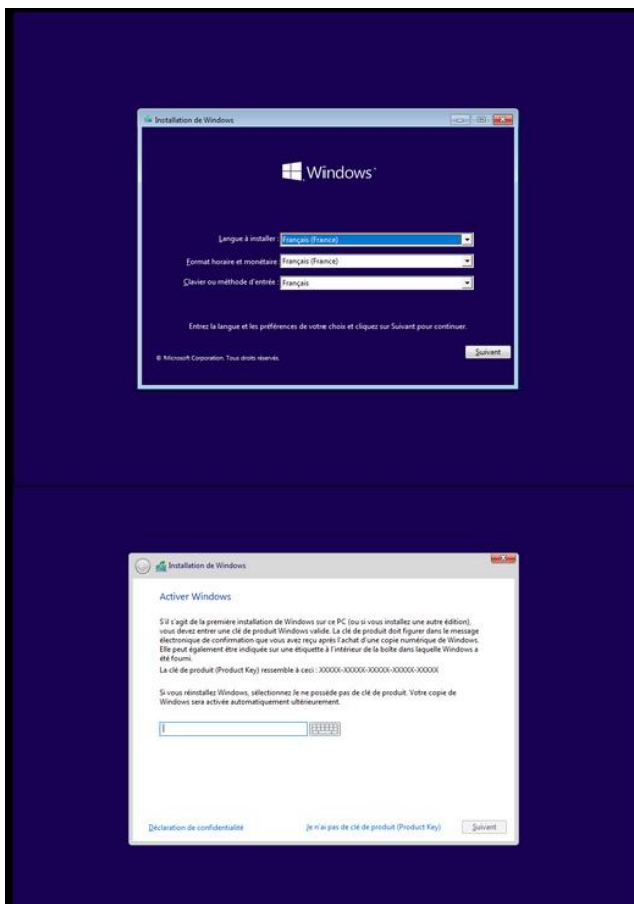 Installation de Windows
Windows
Langue à installer : Français (France)
Format horaire et monétaire : Français (France)
Clavier ou méthode d'entrée : Français
Entrez la langue et les préférences de votre choix et cliquez sur Suivant pour continuer.
© Microsoft Corporation. Tous droits réservés.
Suivant
Installation de Windows
Activer Windows
S'il s'agit de la première installation de Windows sur ce PC (ou si vous installez une autre édition),
vous devez entrer une clé de produit Windows valide. La clé de produit doit figurer dans le message
électronique de confirmation que vous avez reçu après l'achat d'une copie numérique de Windows.
Elle peut également être indiquée sur une étiquette à l'intérieur de la boîte dans laquelle Windows a
été fourni.
La clé de produit (Product Key) ressemble à ceci : XXXXX-XXXXX-XXXXX-XXXXX-XXXXX
Si vous réinstallez Windows, sélectionnez Je ne possède pas de clé de produit. Votre copie de
Windows sera activée automatiquement ultérieurement.
Déclaration de confidentialité
Je n'ai pas de clé de produit (Product Key)
Suivant